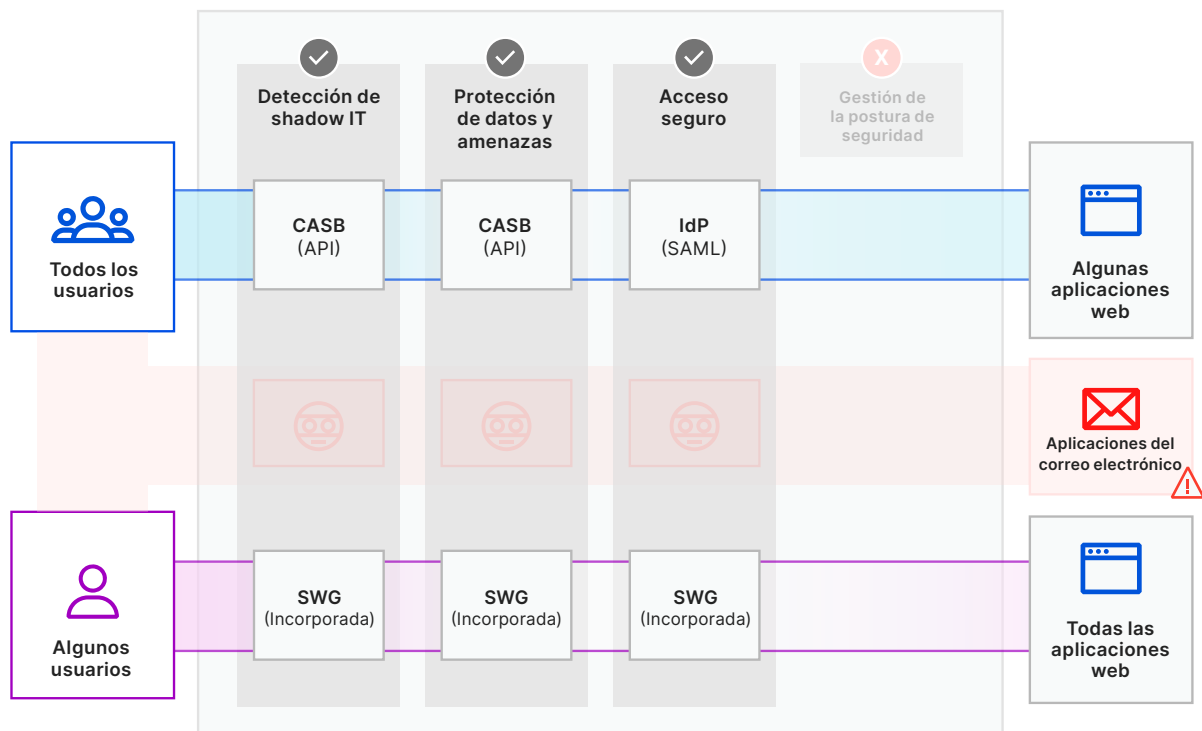 Detección de
shadow IT
Protección
de datos y
amenazas
Acceso
seguro
X
Gestión de
la postura de
seguridad
Todos los
usuarios
CASB
(API)
CASB
(API)
IdP
(SAML)
Algunas
aplicaciones
web
Aplicaciones del
correo electrónico
Algunos
usuarios
SWG
(Incorporada)
SWG
(Incorporada)
SWG
(Incorporada)
Todas las
aplicaciones
web